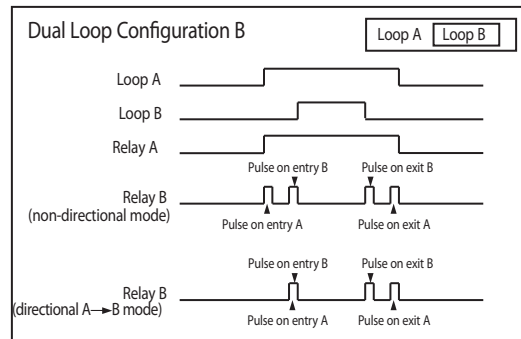 Dual Loop Configuration B
Loop A Loop B
Loop A
Loop B
Relay A
Pulse on entry B Pulse on exit B
Relay B
(non-directional mode)
Pulse on entry A Pulse on exit A
Pulse on entry B Pulse on exit B
Relay B
(directional A→B mode)
Pulse on entry A Pulse on exit A